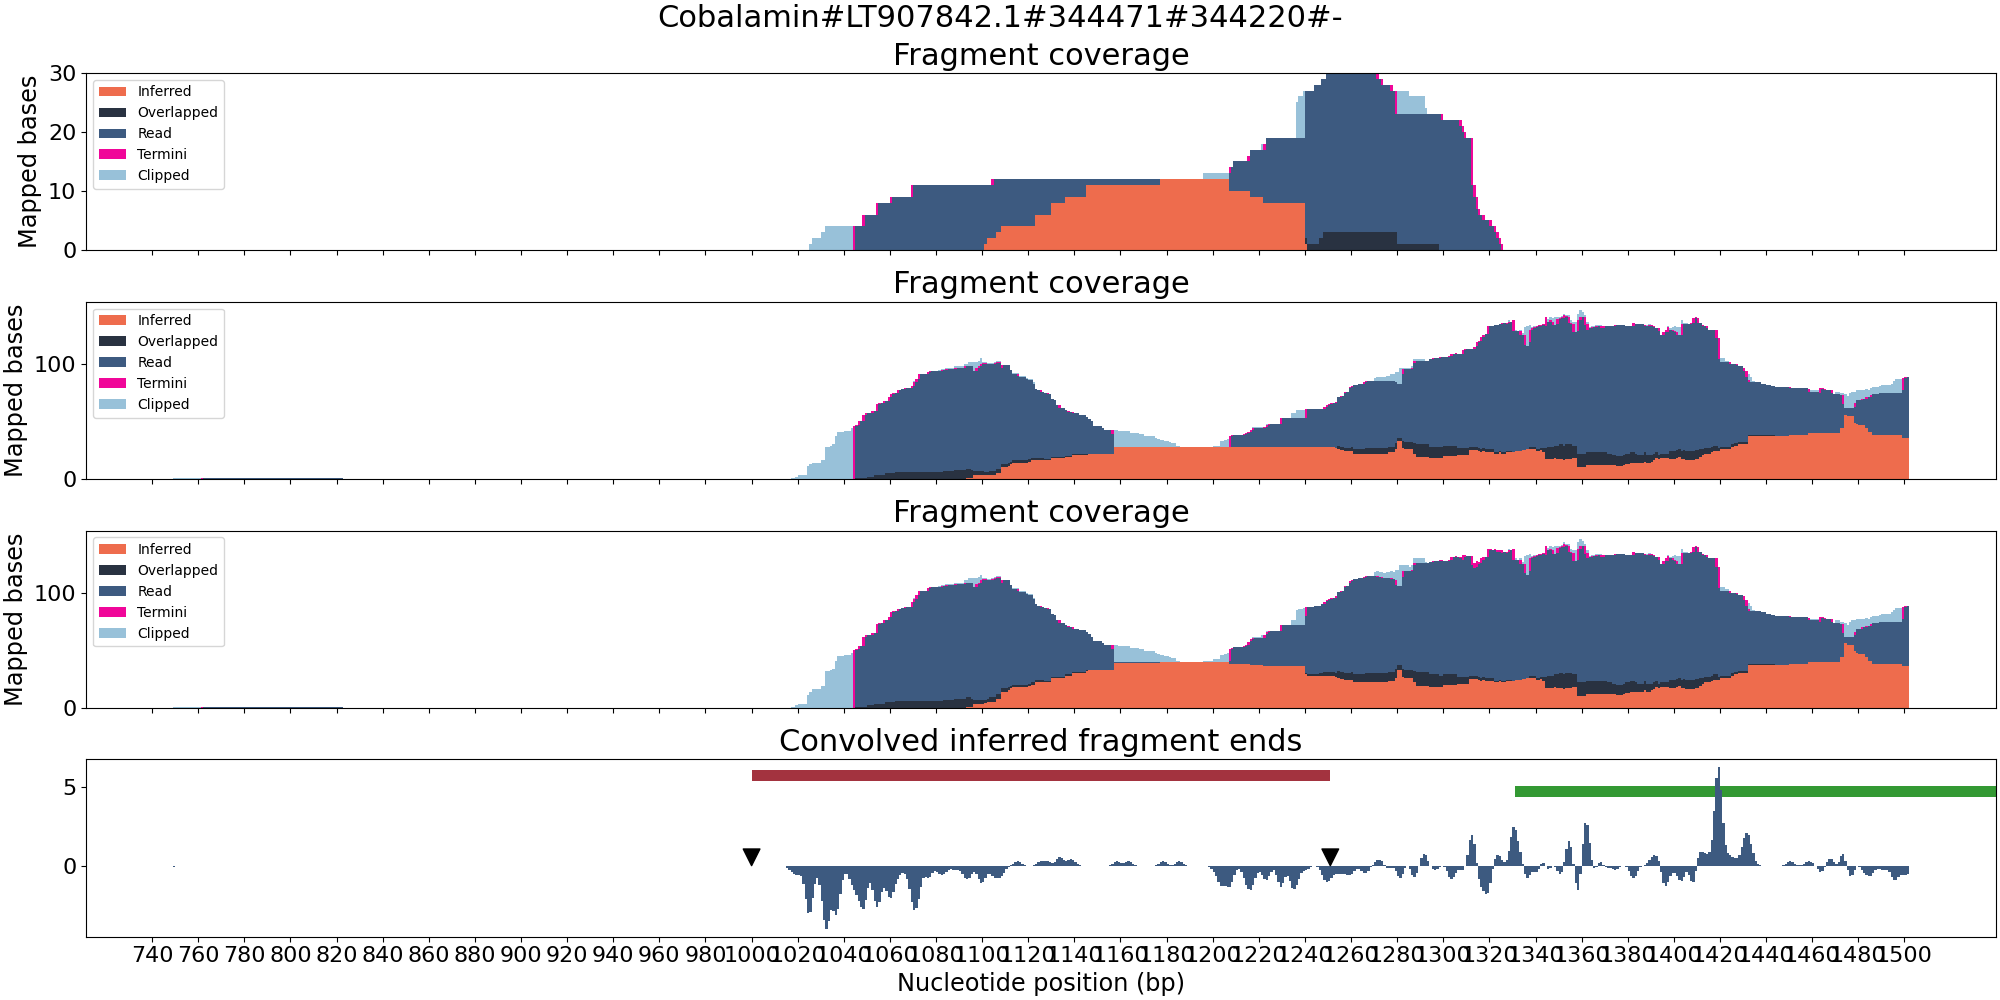 Cobalamin#LT907842.1#344471#344220#-
Fragment coverage
Mapped bases
30
20
10
0
Inferred
Overlapped
Read
Termini
Clipped
Fragment coverage
Mapped bases
100
0
Inferred
Overlapped
Read
Termini
Clipped
Fragment coverage
Mapped bases
100
0
Inferred
Overlapped
Read
Termini
Clipped
Convolved inferred fragment ends
5
0
740 760 780 800 820 840 860 880 900 920 940 960 980 1000 1020 1040 1060 1080 1100 1120 1140 1160 1180 1200 1220 1240 1260 1280 1300 1320 1340 1360 1380 1400 1420 1440 1460 1480 1500
Nucleotide position (bp)